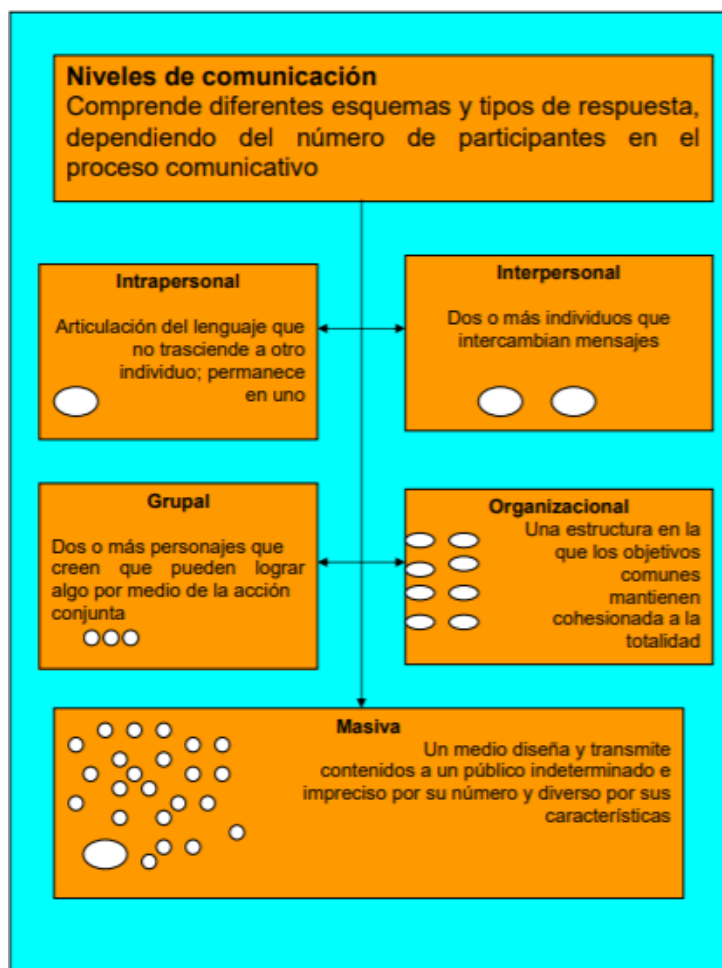 Niveles de comunicación
Comprende diferentes esquemas y tipos de respuesta,
dependiendo del número de participantes en el
proceso comunicativo
Intrapersonal
Articulación del lenguaje que
no trasciende a otro
individuo; permanece
en uno
Interpersonal
Dos o más individuos que
intercambian mensajes
Grupal
Dos o más personajes que
creen que pueden lograr
algo por medio de la acción
conjunta
Organizacional
Una estructura en la
que los objetivos
comunes
mantienen
cohesionada a la
totalidad
Masiva
Un medio diseña y transmite
contenidos a un público indeterminado e
impreciso por su número y diverso por sus
características